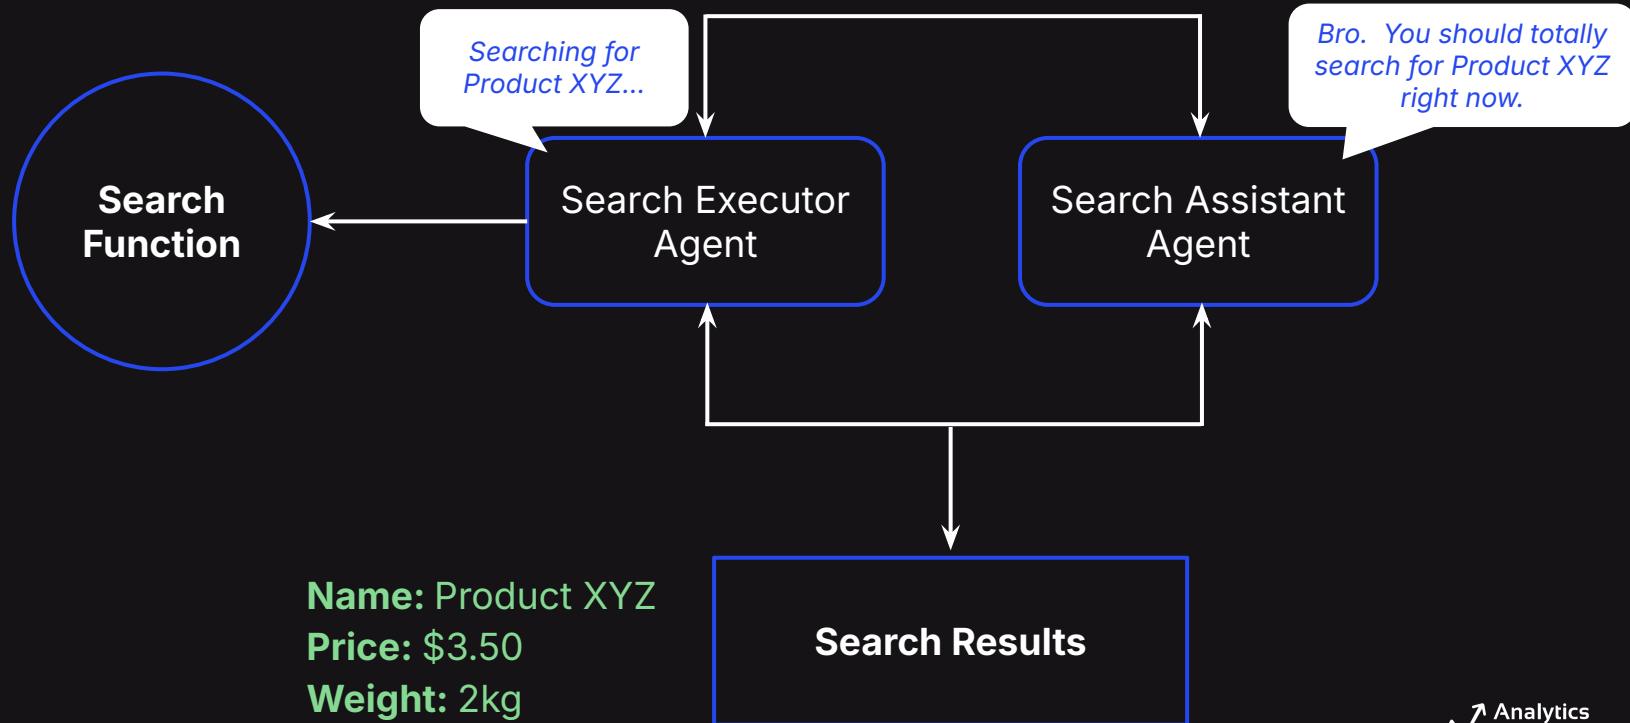 Searching for
Product XYZ...
Bro. You should totally
search for Product XYZ
right now.
Search
Function
Search Executor
Agent
Search Assistant
Agent
Name: Product XYZ
Price: $3.50
Weight: 2kg
Search Results
Analytics